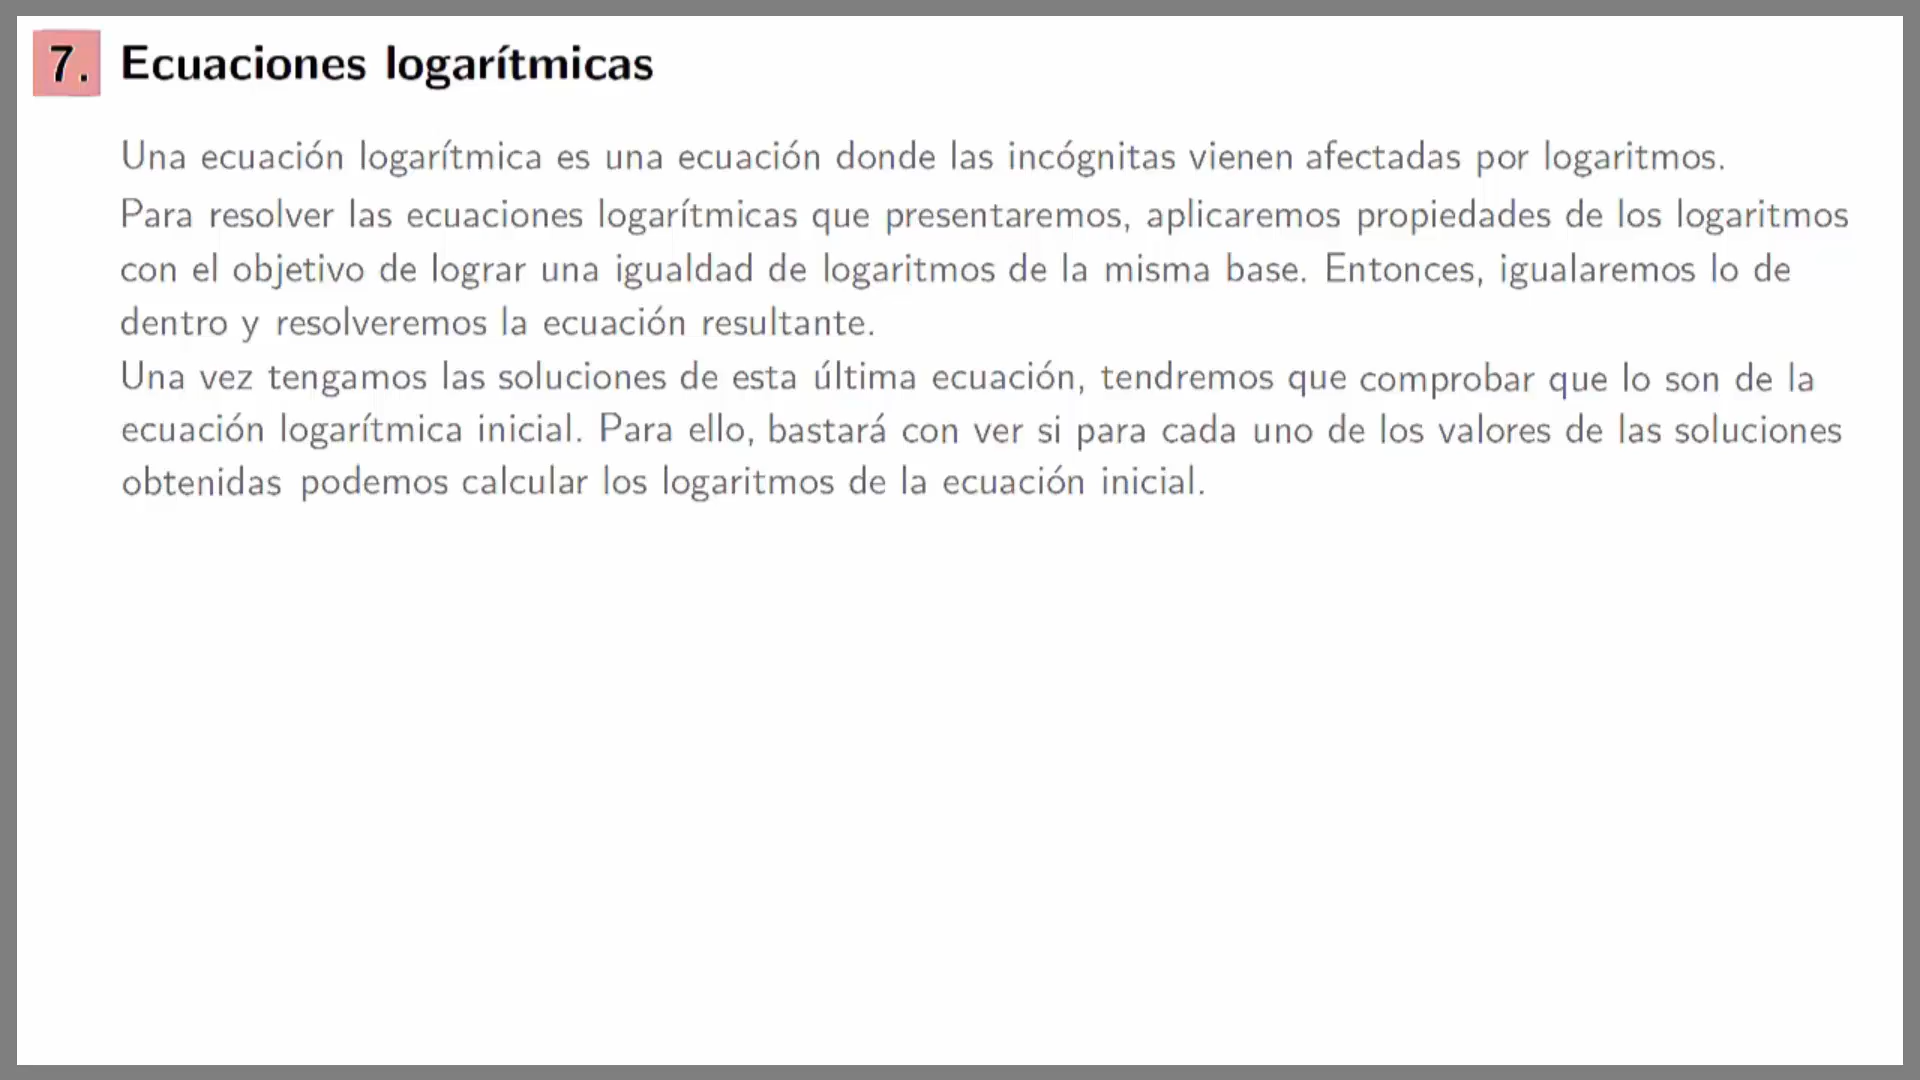 7. Ecuaciones logarítmicas
Una ecuación logarítmica es una ecuación donde las incógnitas vienen afectadas por logaritmos.
Para resolver las ecuaciones logarítmicas que presentaremos, aplicaremos propiedades de los logaritmos
con el objetivo de lograr una igualdad de logaritmos de la misma base. Entonces, igualaremos lo de
dentro y resolveremos la ecuación resultante.
Una vez tengamos las soluciones de esta última ecuación, tendremos que comprobar que lo son de la
ecuación logarítmica inicial. Para ello, bastará con ver si para cada uno de los valores de las soluciones
obtenidas podemos calcular los logaritmos de la ecuación inicial.